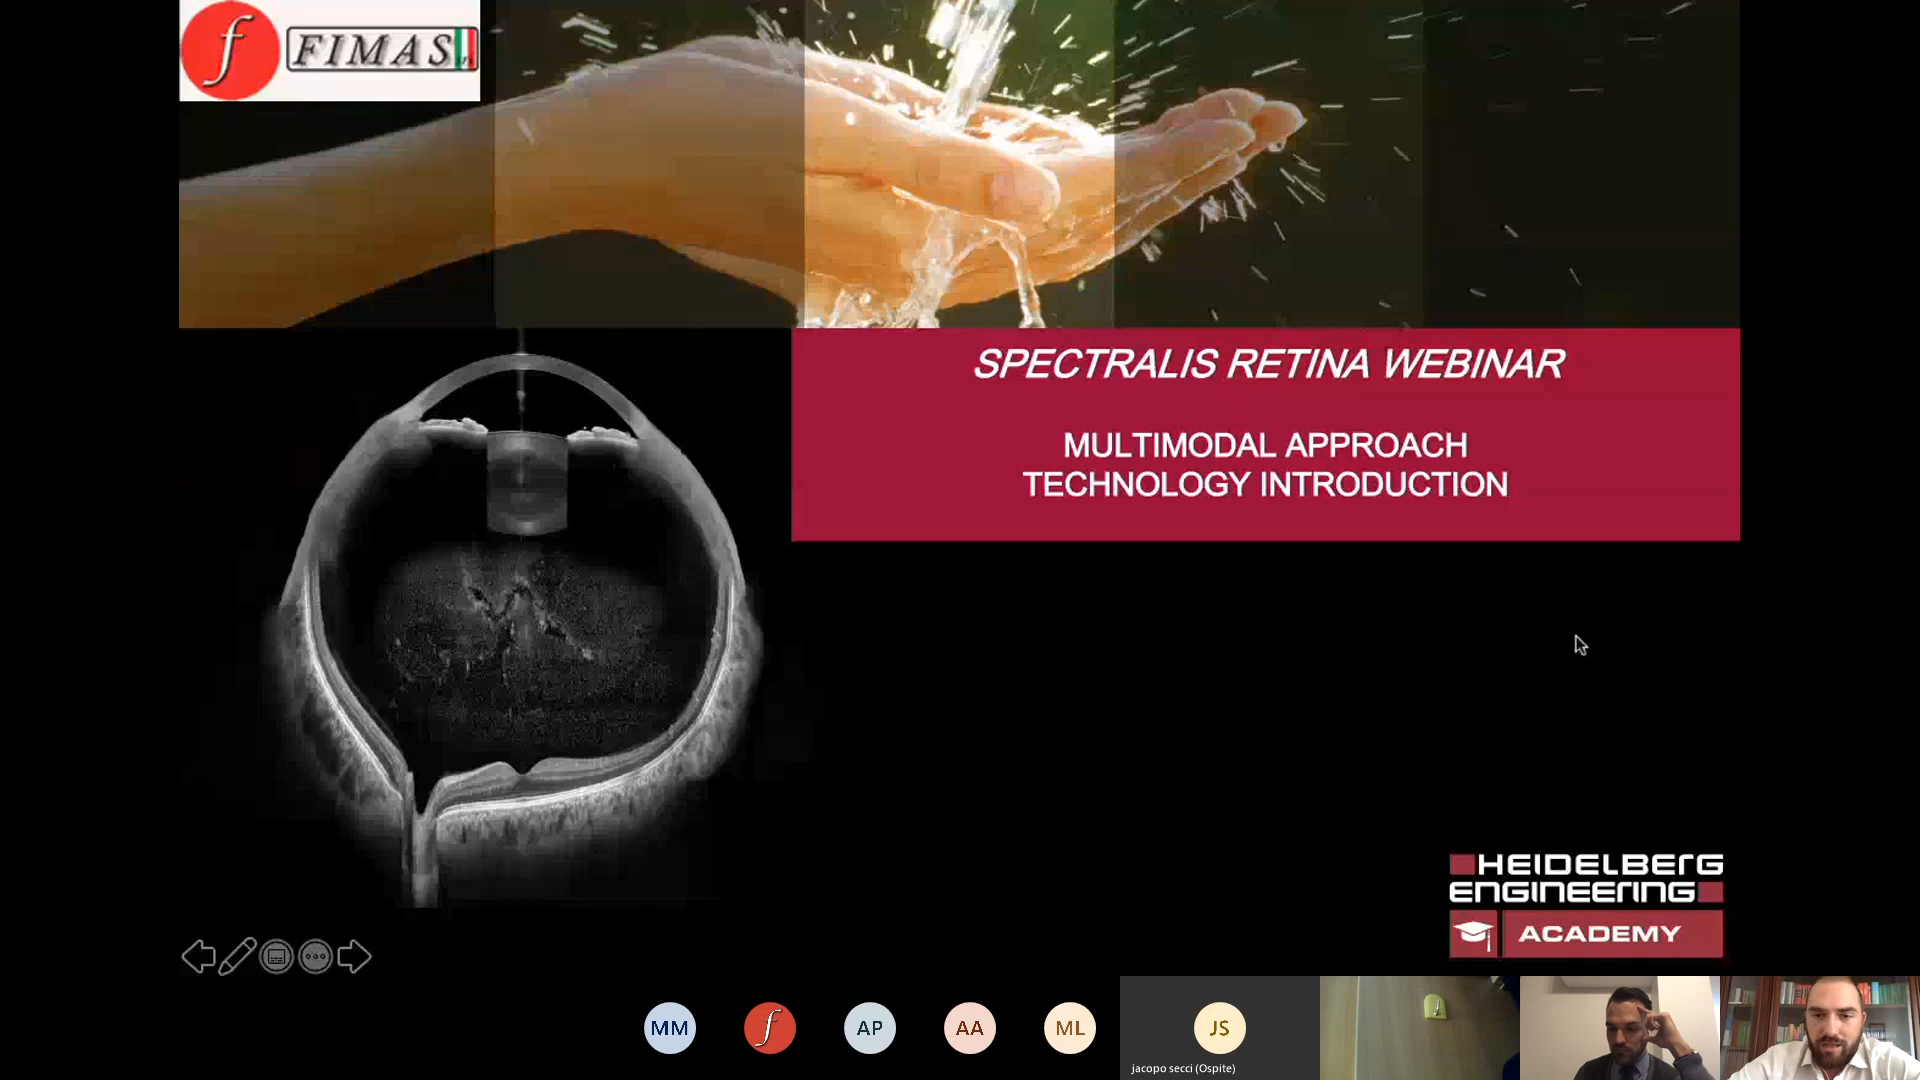 f
FIMAS
SPECTRALIS RETINA WEBINAR
MULTIMODAL APPROACH
TECHNOLOGY INTRODUCTION
HEIDELBERG
ENGINEERING
ACADEMY
MM
f
AP
AA
ML
JS
jacopo secci (Ospite)